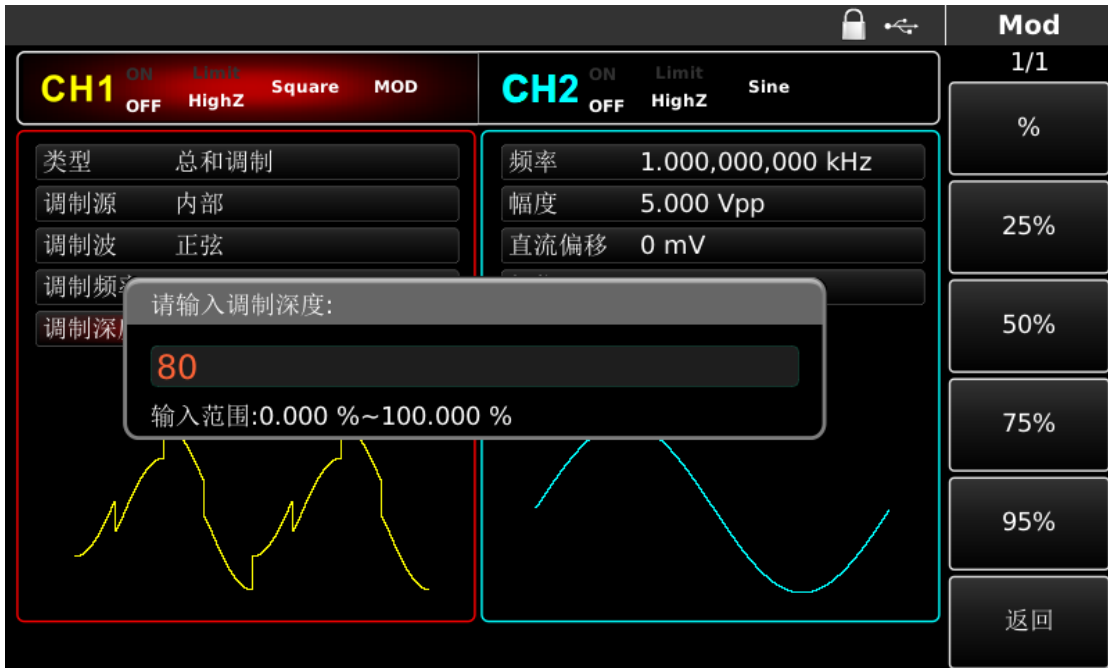 Mod
1/1
CH1 ON OFF Limit HighZ Square MOD
CH2 ON OFF Limit HighZ Sine
类型 总和调制
调制源 内部
调制波 正弦
调制频
调制深
频率 1.000,000,000 kHz
幅度 5.000 Vpp
直流偏移 0 mV
请输入调制深度:
80
输入范围:0.000 %~100.000 %
%
25%
50%
75%
95%
返回